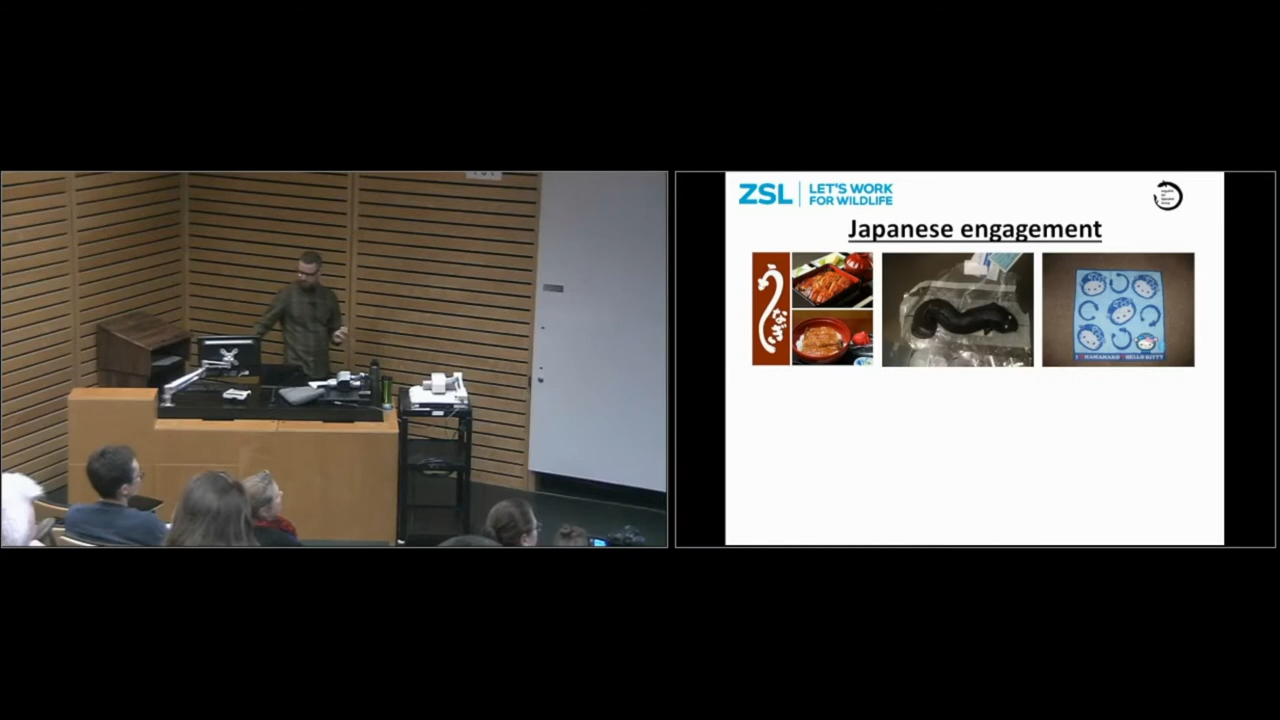 ZSL
LET'S WORK
FOR WILDLIFE
Japanese engagement
うなぎ
HELLO KITTY